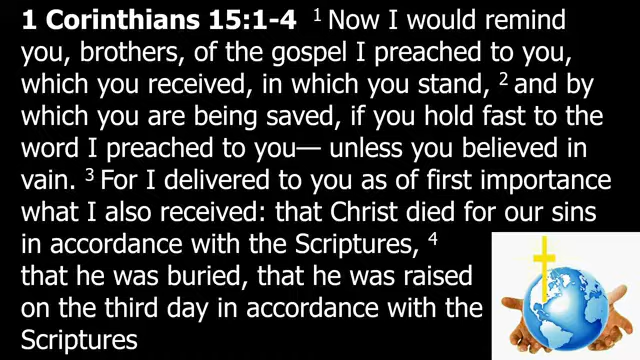 1 Corinthians 15:1-4 1 Now I would remind
you, brothers, of the gospel I preached to you,
which you received, in which you stand, 2 and by
which you are being saved, if you hold fast to the
word I preached to you— unless you believed in
vain. 3 For I delivered to you as of first importance
what I also received: that Christ died for our sins
in accordance with the Scriptures, 4
that he was buried, that he was raised
on the third day in accordance with the
Scriptures